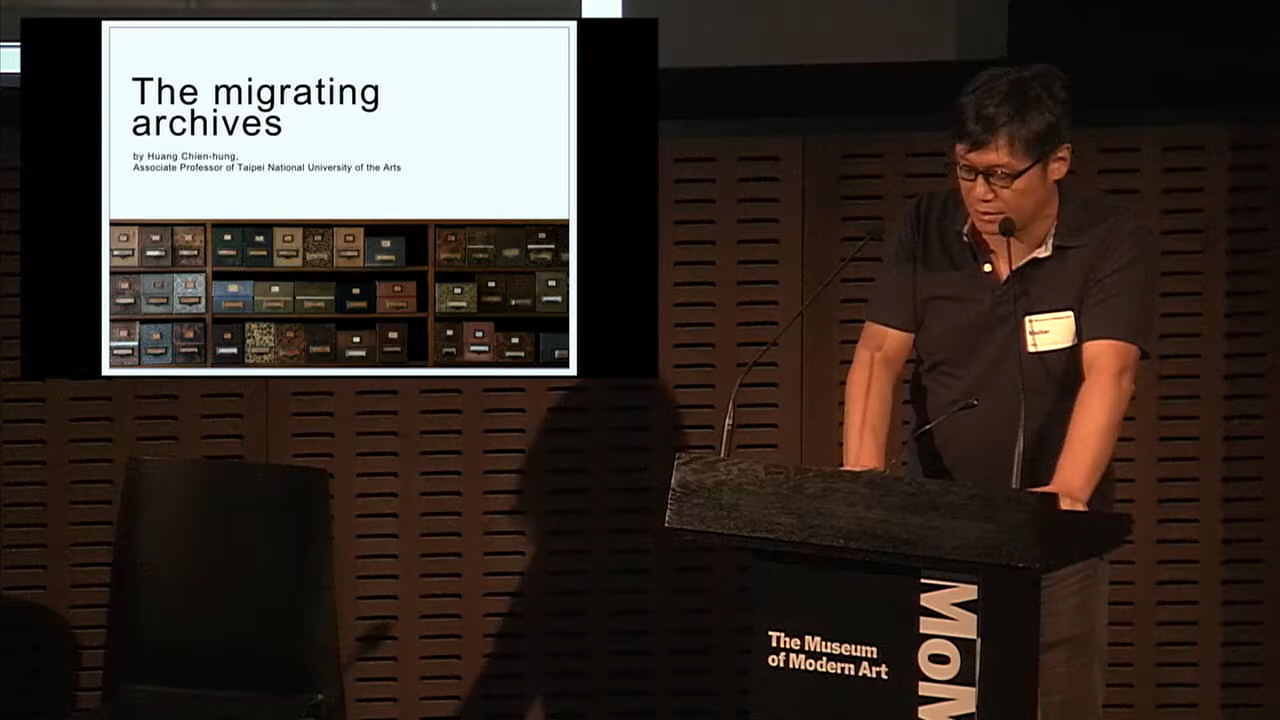 The migrating
archives
by Huang Chien-hung,
Associate Professor of Taipei National University of the Arts
The Museum
of Modern Art
MoM